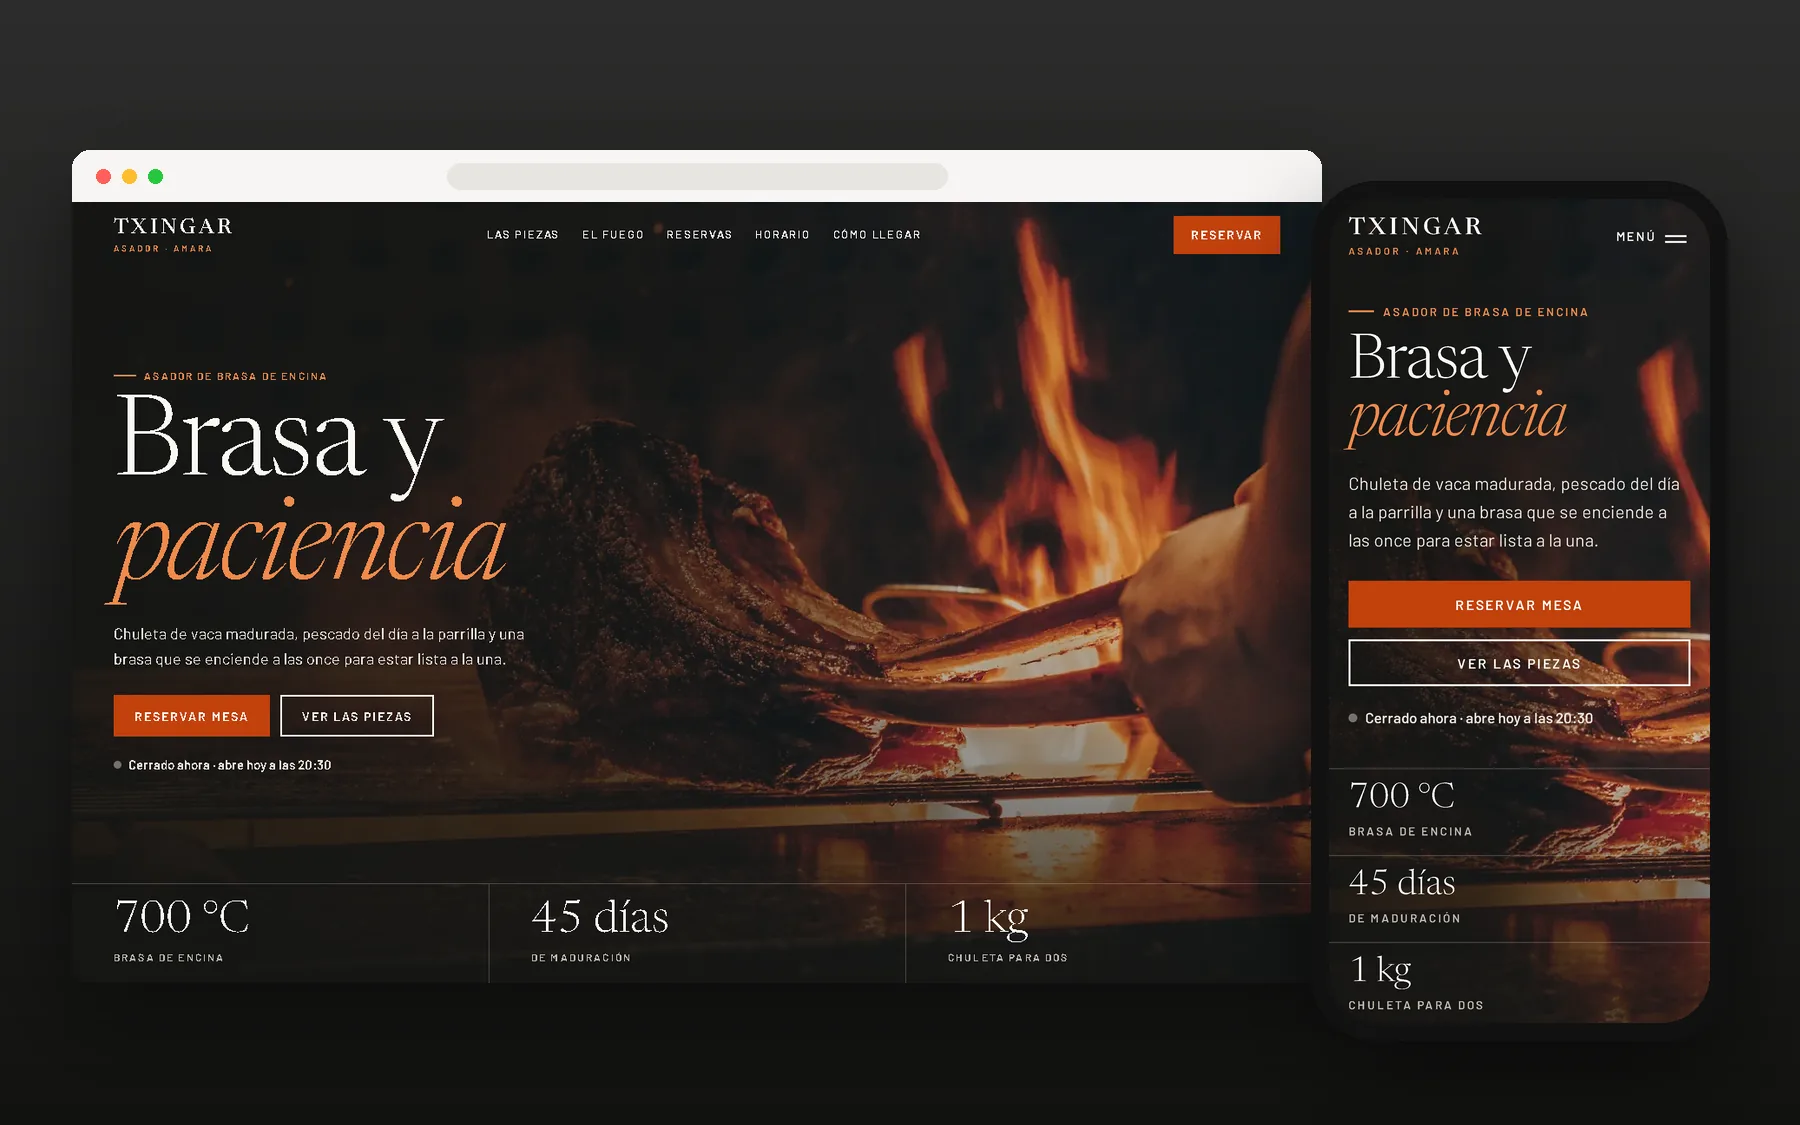 TXINGAR
ASADOR · AMARA
LAS PIEZAS
EL FUEGO
RESERVAS
HORARIO
CÓMO LLEGAR
RESERVAR
ASADOR DE BRASA DE ENCINA
Brasa y
paciencia
Chuleta de vaca madurada, pescado del día a la parrilla y una
brasa que se enciende a las once para estar lista a la una.
RESERVAR MESA
VER LAS PIEZAS
Cerrado ahora · abre hoy a las 20:30
700 °C
BRASA DE ENCINA
45 días
DE MADURACIÓN
1 kg
CHULETA PARA DOS
TXINGAR
ASADOR · AMARA
MENÚ
ASADOR DE BRASA DE ENCINA
Brasa y
paciencia
Chuleta de vaca madurada, pescado del día
a la parrilla y una brasa que se enciende a
las once para estar lista a la una.
RESERVAR MESA
VER LAS PIEZAS
Cerrado ahora · abre hoy a las 20:30
700 °C
BRASA DE ENCINA
45 días
DE MADURACIÓN
1 kg
CHULETA PARA DOS